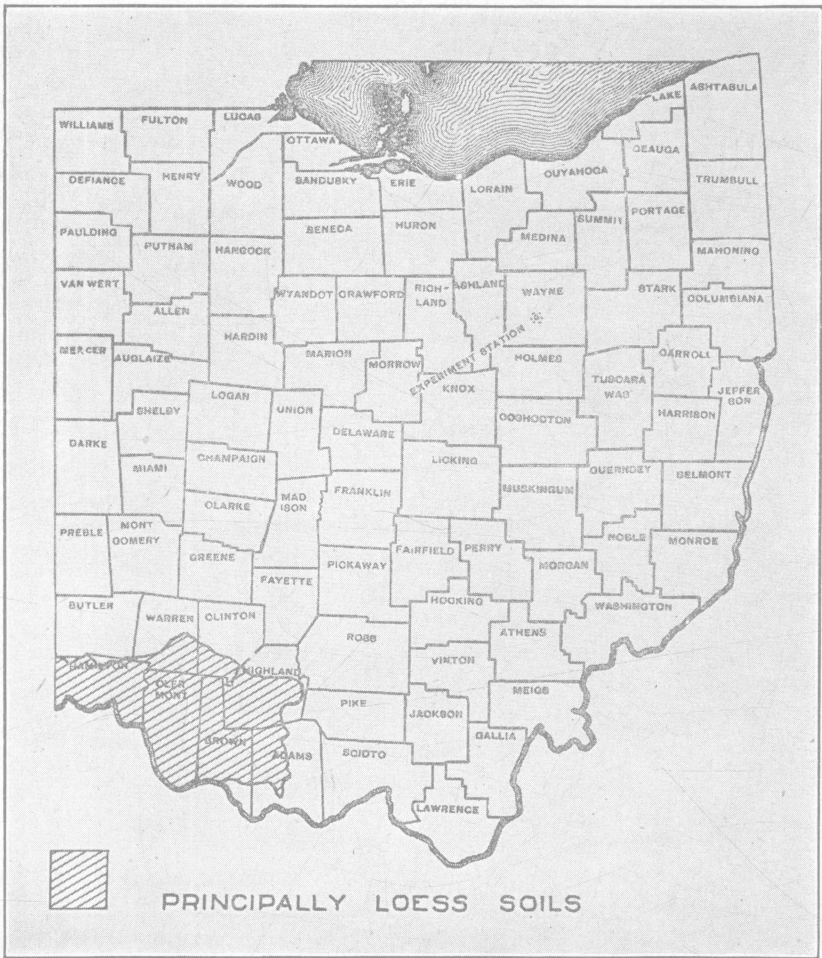 ASHTABULA
LAKE
WILLIAMS
FULTON
LUCAS
OTTAWA
GEAUGA
CUYAHOGA
DEFIANCE
HENRY
WOOD
SANDUSKY
ERIE
LORAIN
TRUMBULL
PAULDING
PUTNAM
HANCOCK
SENECA
HURON
MEDINA
SUMMIT
PORTAGE
MAHONING
VAN WERT
ALLEN
WYANDOT
CRAWFORD
RICH-
LAND
ASHLAND
WAYNE
STARK
COLUMBIANA
EXPERIMENT STATION
MERCER
AUGLAIZE
HARDIN
MARION
MORROW
KNOX
HOLMES
TUSCARA
WAS
CARROLL
JEFFER
SON
HARRISON
SHELBY
LOGAN
UNION
DELAWARE
COSHOCTON
DARKE
MIAMI
CHAMPAIGN
LICKING
MUSKINGUM
GUERNSEY
BELMONT
CLARKE
MAD
ISON
FRANKLIN
PREBLE
MONT
GOMERY
GREENE
FAYETTE
PICKAWAY
FAIRFIELD
PERRY
MORGAN
NOBLE
MONROE
BUTLER
WARREN
CLINTON
ROSS
HOCKING
ATHENS
WASHINGTON
HAMILTON
CLER
MONT
HIGHLAND
VINTON
MEIGS
BROWN
ADAMS
PIKE
JACKSON
GALLIA
SCIOTO
LAWRENCE
PRINCIPALLY LOESS SOILS